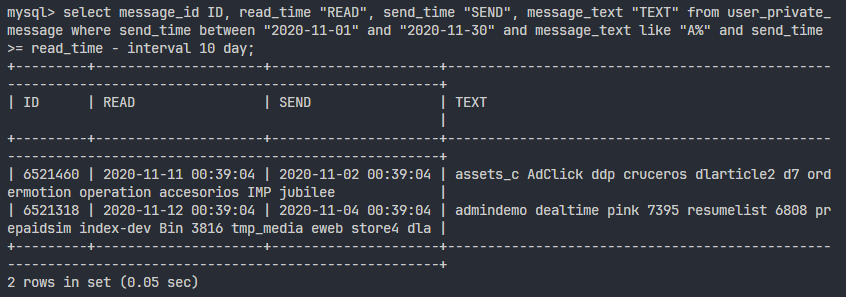 mysql> select message_id ID, read_time "READ", send_time "SEND", message_text "TEXT" from user_private_
message where send_time between "2020-11-01" and "2020-11-30" and message_text like "A%" and send_time
>= read_time - interval 10 day;
+---------+---------------------+---------------------+----------------------------------------------
----------------------------------------------------+
| ID      | READ                | SEND                | TEXT
                                                    |
+---------+---------------------+---------------------+----------------------------------------------
----------------------------------------------------+
| 6521460 | 2020-11-11 00:39:04 | 2020-11-02 00:39:04 | assets_c AdClick ddp cruceros dlarticle2 d7 ord
ermotion operation accesorios IMP jubilee           |
| 6521318 | 2020-11-12 00:39:04 | 2020-11-04 00:39:04 | admindemo dealtime pink 7395 resumelist 6808 pr
epaidsim index-dev Bin 3816 tmp_media eweb store4 dla |
+---------+---------------------+---------------------+----------------------------------------------
----------------------------------------------------+
2 rows in set (0.05 sec)